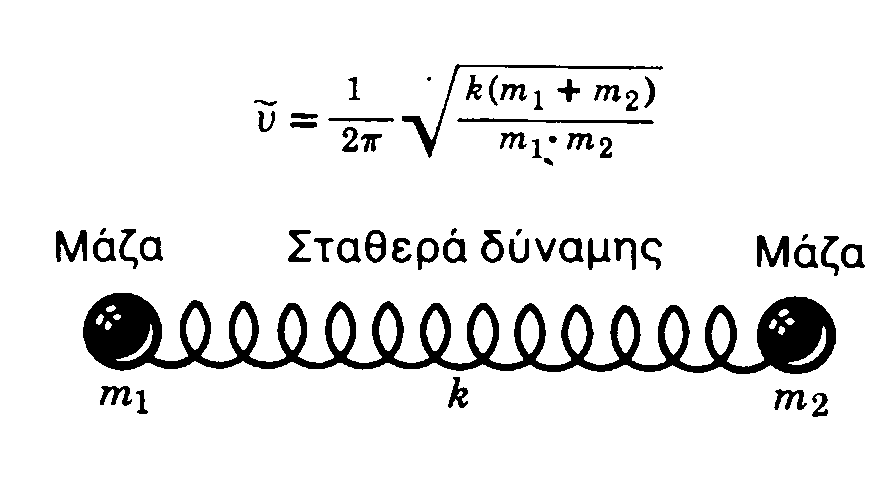 ῦ = 1/2π √(k(m₁ + m₂)/m₁·m₂)
Μάζα Σταθερά δύναμης Μάζα
m₁ k m₂